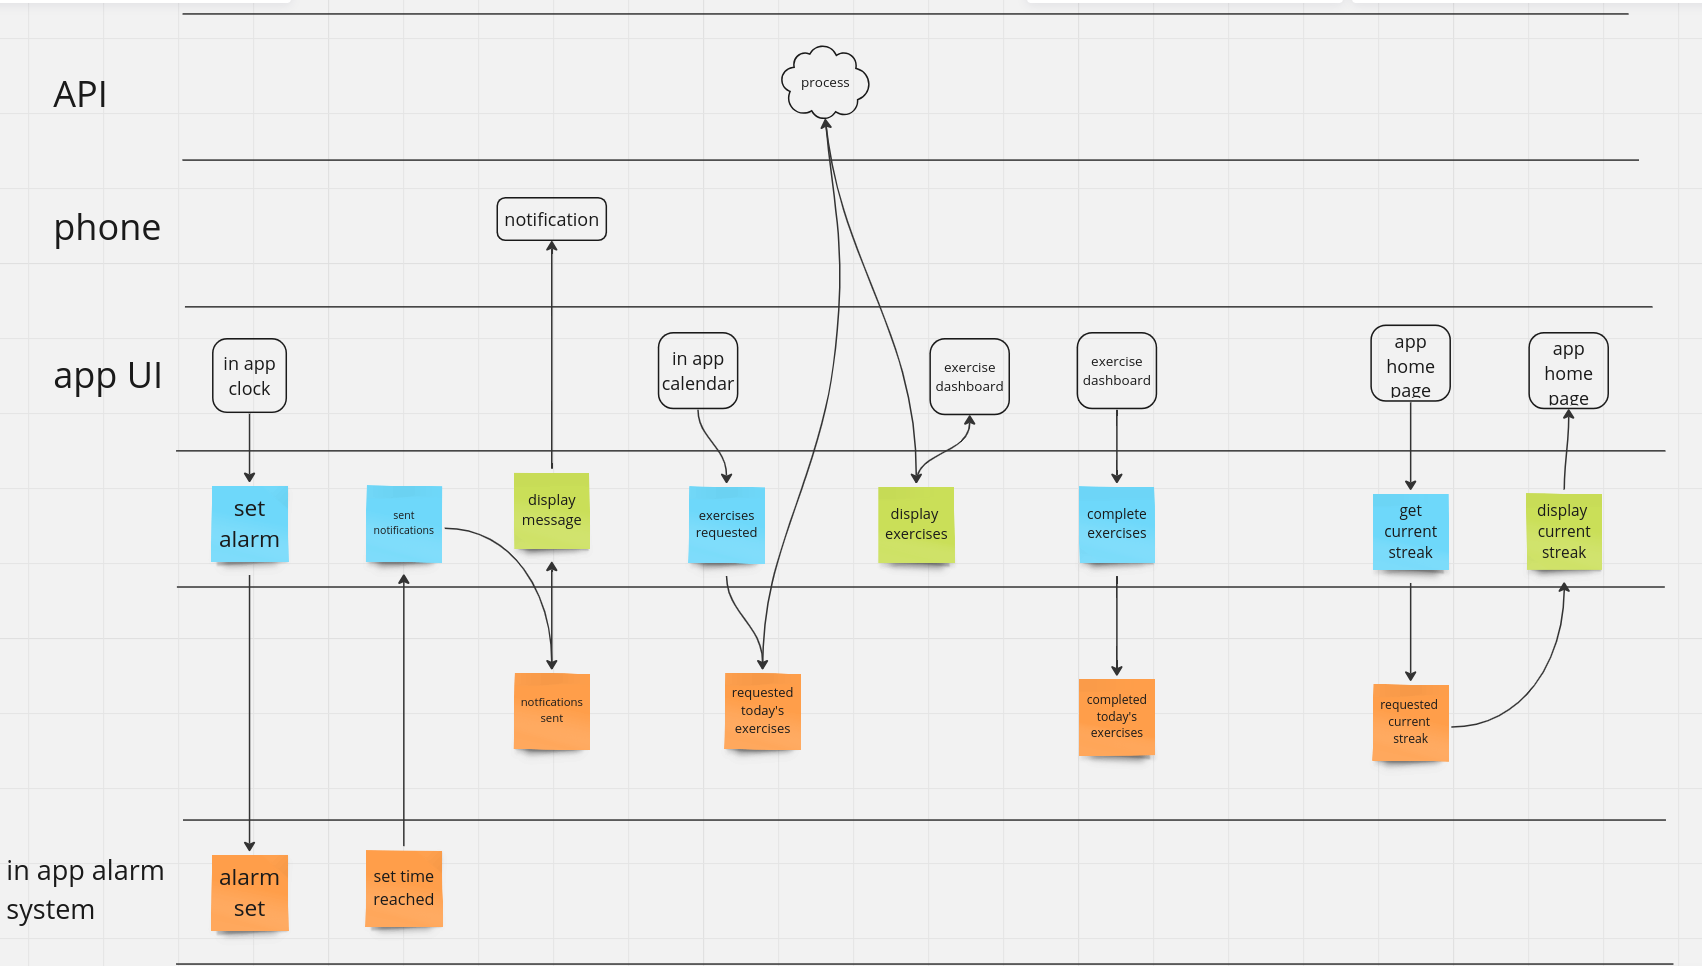 API
process
phone
notification
app UI
in app
clock
in app
calendar
exercise
dashboard
exercise
dashboard
app
home
page
app
home
page
set
alarm
sent
notifications
display
message
exercises
requested
display
exercises
complete
exercises
get
current
streak
display
current
streak
notfications
sent
requested
today's
exercises
completed
today's
exercises
requested
current
streak
in app alarm
system
alarm
set
set time
reached